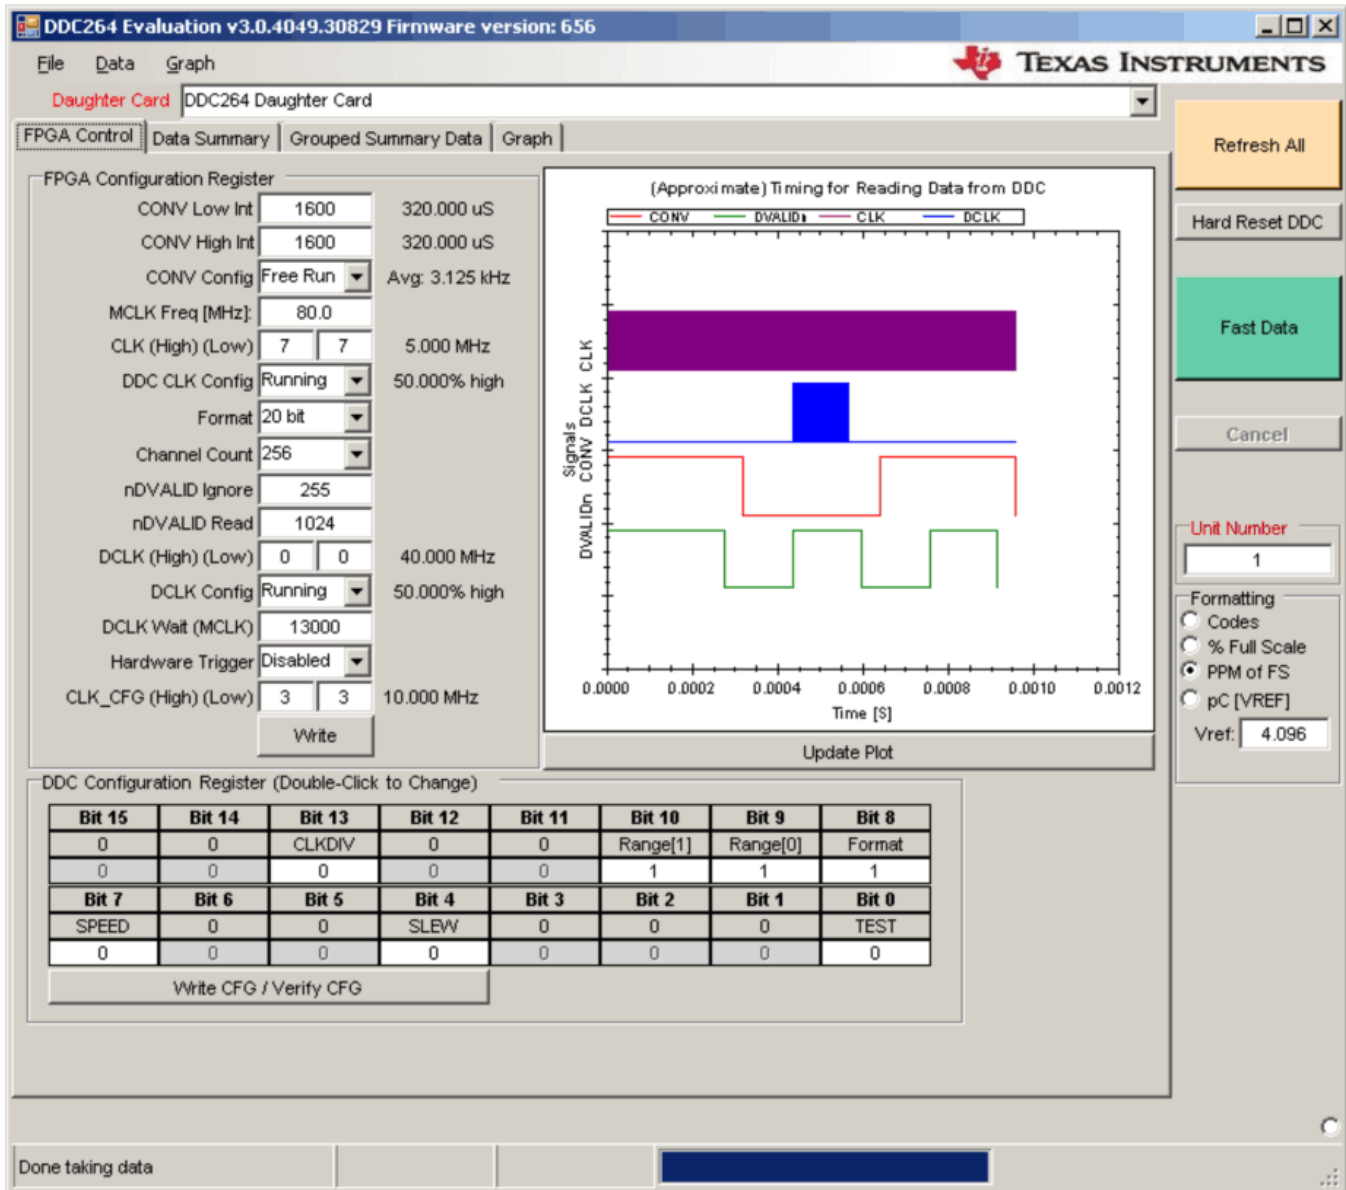 DDC264 Evaluation v3.0.4049.30829 Firmware version: 656
File Data Graph
TEXAS INSTRUMENTS
Daughter Card DDC264 Daughter Card
FPGA Control Data Summary Grouped Summary Data Graph
FPGA Configuration Register
CONV Low Int 1600 320.000 uS
CONV High Int 1600 320.000 uS
CONV Config Free Run Avg: 3.125 kHz
MCLK Freq [MHz]: 80.0
CLK (High) (Low) 7 7 5.000 MHz
DDC CLK Config Running 50.000% high
Format 20 bit
Channel Count 256
nDVALID Ignore 255
nDVALID Read 1024
DCLK (High) (Low) 0 0 40.000 MHz
DCLK Config Running 50.000% high
DCLK Wait (MCLK) 13000
Hardware Trigger Disabled
CLK_CFG (High) (Low) 3 3 10.000 MHz
Write
(Approximate) Timing for Reading Data from DDC
CONV DVALIDn CLK DCLK
Signals
DVALIDn CONV DCLK CLK
0.0000 0.0002 0.0004 0.0006 0.0008 0.0010 0.0012
Time [S]
Update Plot
DDC Configuration Register (Double-Click to Change)
Bit 15 Bit 14 Bit 13 Bit 12 Bit 11 Bit 10 Bit 9 Bit 8
0 0 CLKDIV 0 0 Range[1] Range[0] Format
0 0 0 0 0 1 1 1
Bit 7 Bit 6 Bit 5 Bit 4 Bit 3 Bit 2 Bit 1 Bit 0
SPEED 0 0 SLEW 0 0 0 TEST
0 0 0 0 0 0 0 0
Write CFG / Verify CFG
Refresh All
Hard Reset DDC
Fast Data
Cancel
Unit Number
1
Formatting
Codes
% Full Scale
PPM of FS
pC [VREF]
Vref: 4.096
Done taking data